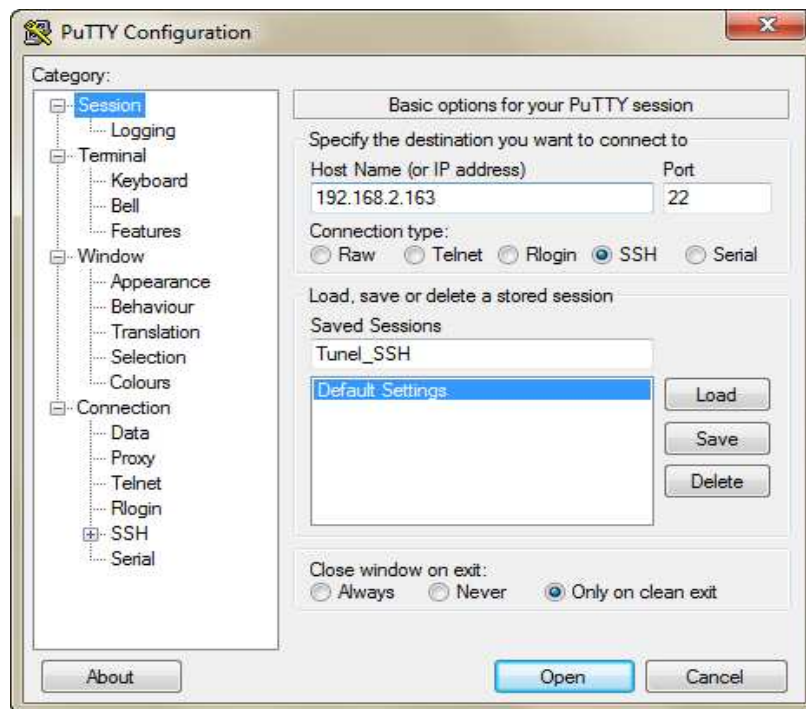 PuTTY Configuration
Category:
Session
Logging
Terminal
Keyboard
Bell
Features
Window
Appearance
Behaviour
Translation
Selection
Colours
Connection
Data
Proxy
Telnet
Rlogin
SSH
Serial
Basic options for your PuTTY session
Specify the destination you want to connect to
Host Name (or IP address) Port
192.168.2.163 22
Connection type:
Raw Telnet Rlogin SSH Serial
Load, save or delete a stored session
Saved Sessions
Tunel_SSH
Default Settings
Load
Save
Delete
Close window on exit:
Always Never Only on clean exit
About Open Cancel